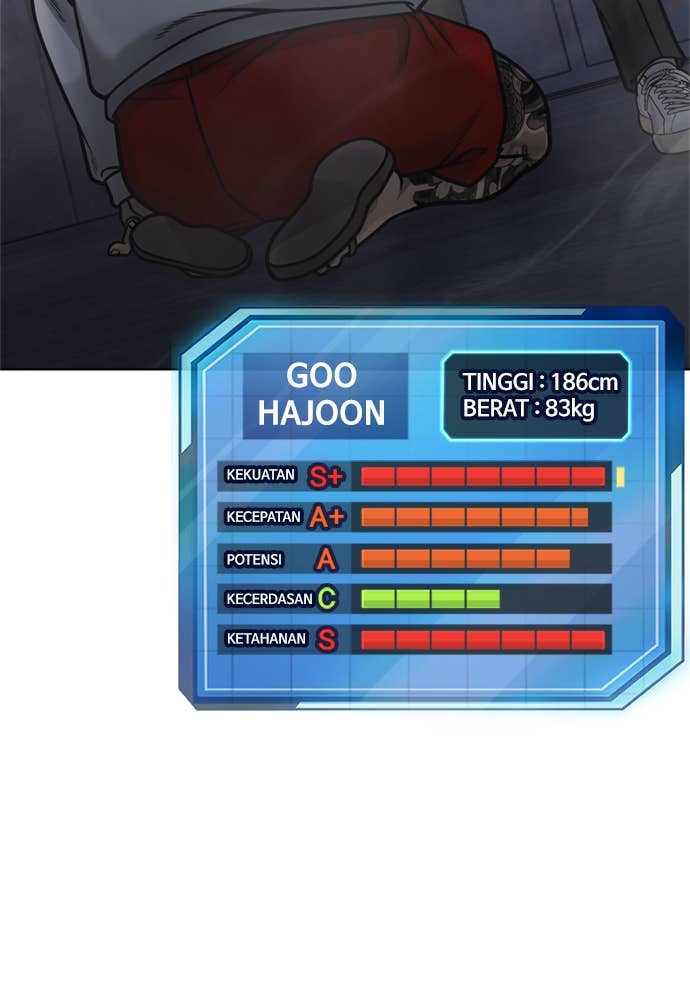 GOO
HAJOON
TINGGI : 186cm
BERAT : 83kg
KEKUATAN S+
KECEPATAN A+
POTENSI A
KECERDASAN C
KETAHANAN S